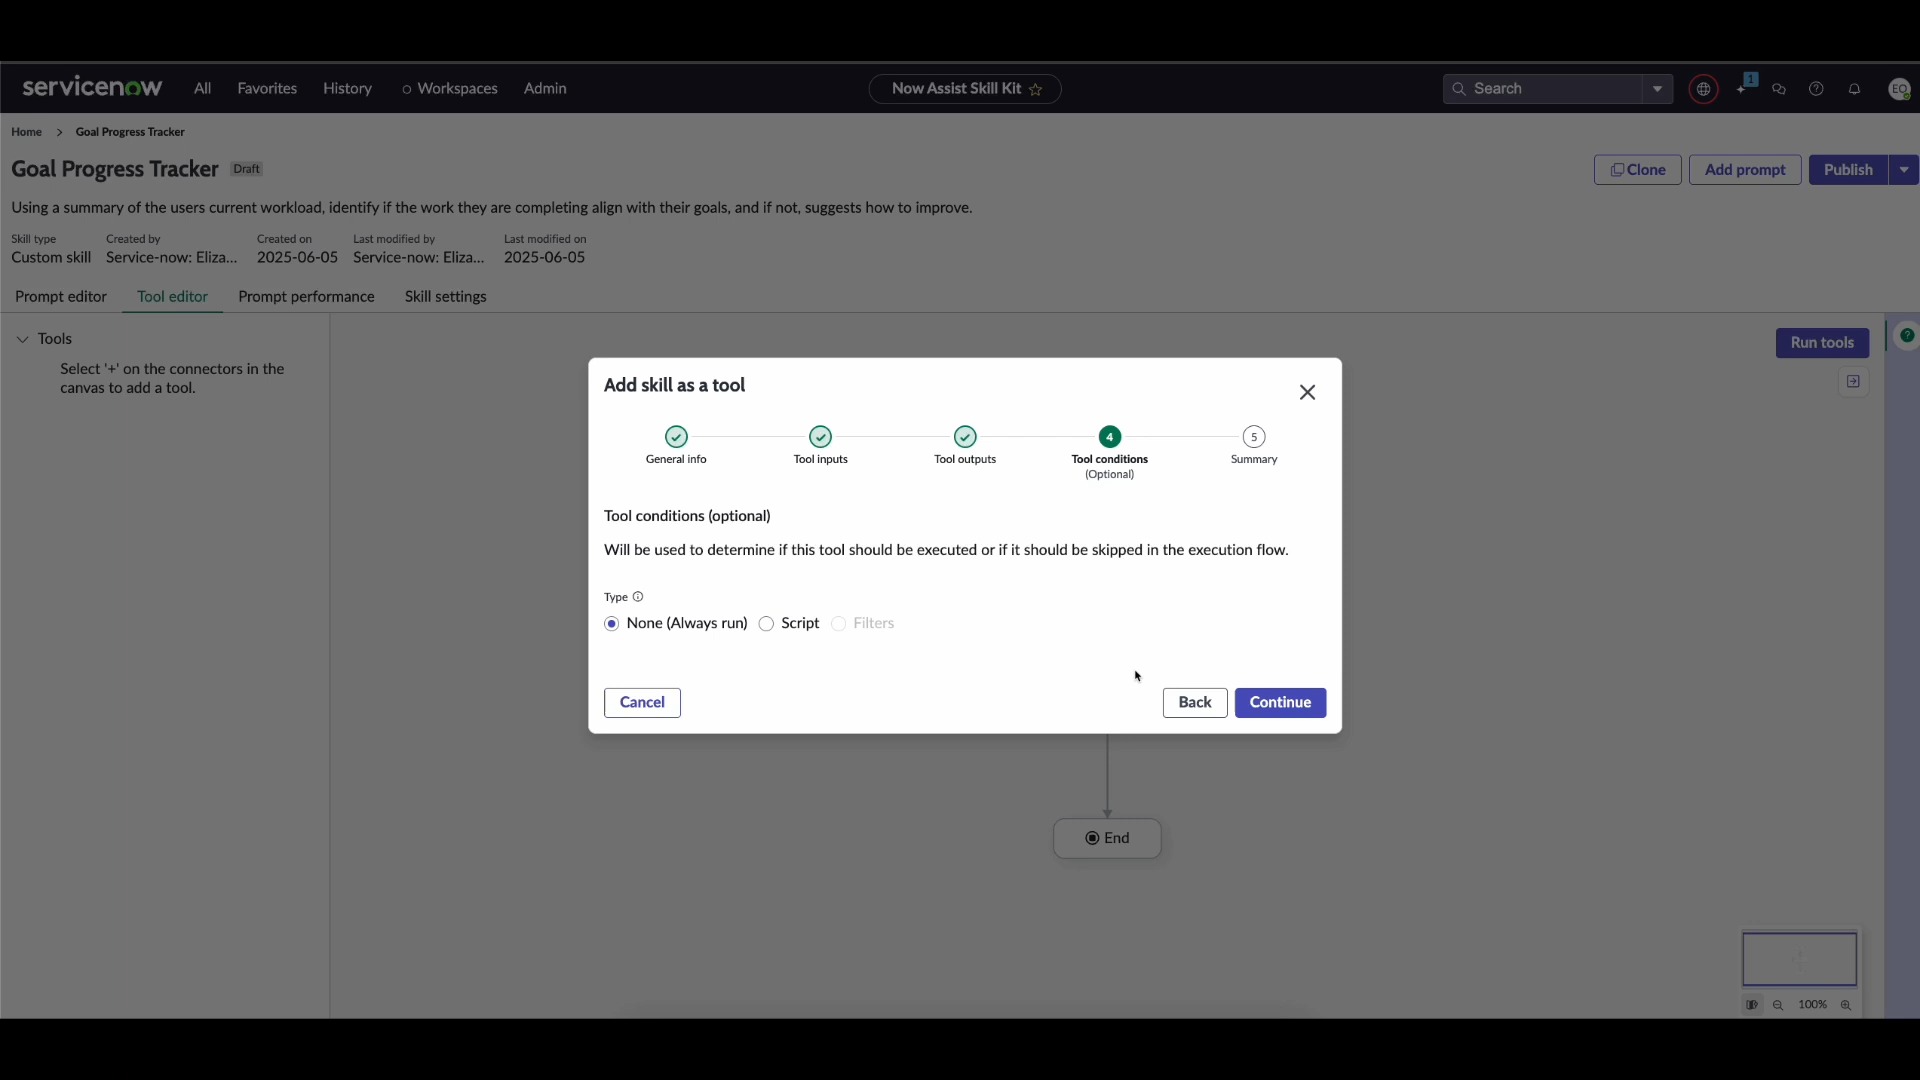 servicenow All Favorites History Workspaces Admin Now Assist Skill Kit Search 1 EO
Home > Goal Progress Tracker
Goal Progress Tracker Draft Clone Add prompt Publish
Using a summary of the users current workload, identify if the work they are completing align with their goals, and if not, suggests how to improve.
Skill type Created by Created on Last modified by Last modified on
Custom skill Service-now: Eliza... 2025-06-05 Service-now: Eliza... 2025-06-05
Prompt editor Tool editor Prompt performance Skill settings
Tools Run tools
Select '+' on the connectors in the
canvas to add a tool.
Add skill as a tool
4 5
General info Tool inputs Tool outputs Tool conditions Summary
(Optional)
Tool conditions (optional)
Will be used to determine if this tool should be executed or if it should be skipped in the execution flow.
Type
None (Always run) Script Filters
Cancel Back Continue
End
100%